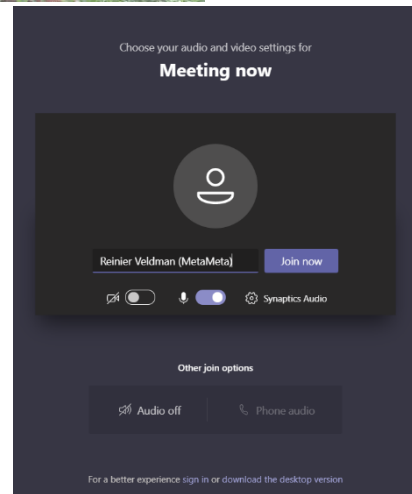 Choose your audio and video settings for
Meeting now
Reinier Veldman (MetaMeta)
Join now
Synaptics Audio
Other join options
Audio off
Phone audio
For a better experience sign in or download the desktop version